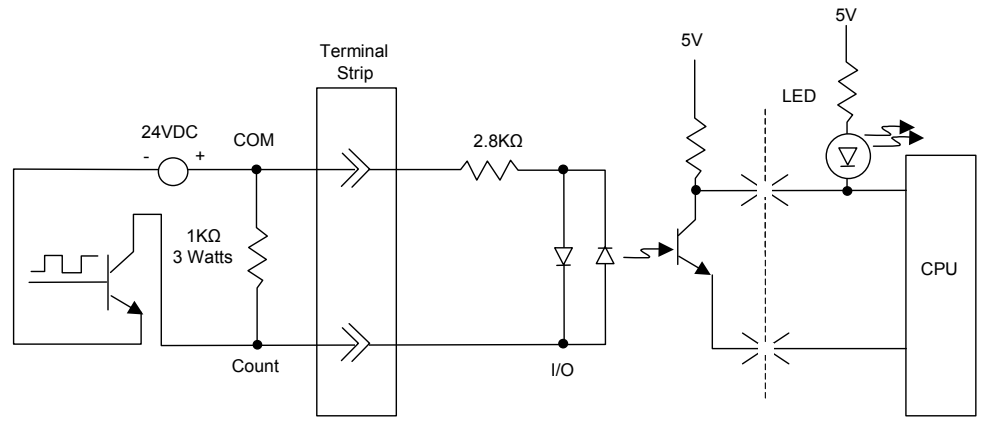 5V
5V
Terminal
Strip
LED
24VDC
COM
2.8KΩ
- +
1KΩ
3 Watts
CPU
Count
I/O